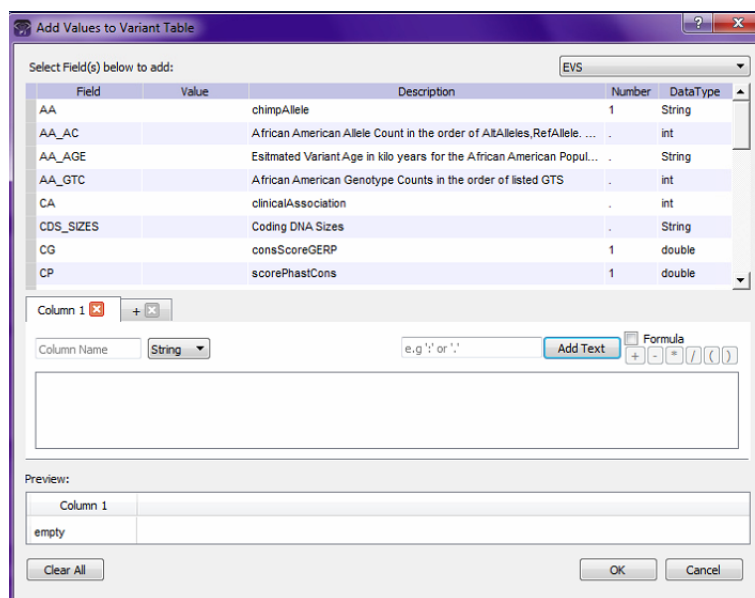 Add Values to Variant Table
Select Field(s) below to add:
EVS
Field Value Description Number DataType
AA chimpAllele 1 String
AA_AC African American Allele Count in the order of AltAlleles,RefAllele. ... . int
AA_AGE Esitmated Variant Age in kilo years for the African American Popul... . String
AA_GTC African American Genotype Counts in the order of listed GTS . int
CA clinicalAssociation . int
CDS_SIZES Coding DNA Sizes . String
CG consScoreGERP 1 double
CP scorePhastCons 1 double
Column 1 +
Column Name String e.g ':' or '.' Add Text Formula
+ - * / ( )
Preview:
Column 1
empty
Clear All OK Cancel